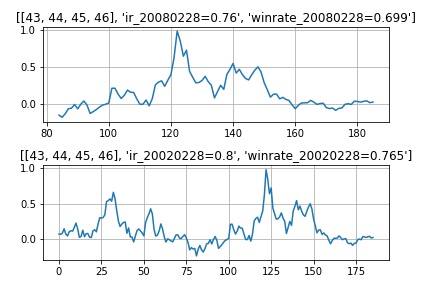 [[43, 44, 45, 46], 'ir_20080228=0.76', 'winrate_20080228=0.699']
1.0
0.5
0.0
80 100 120 140 160 180
[[43, 44, 45, 46], 'ir_20020228=0.8', 'winrate_20020228=0.765']
1.0
0.5
0.0
0 25 50 75 100 125 150 175